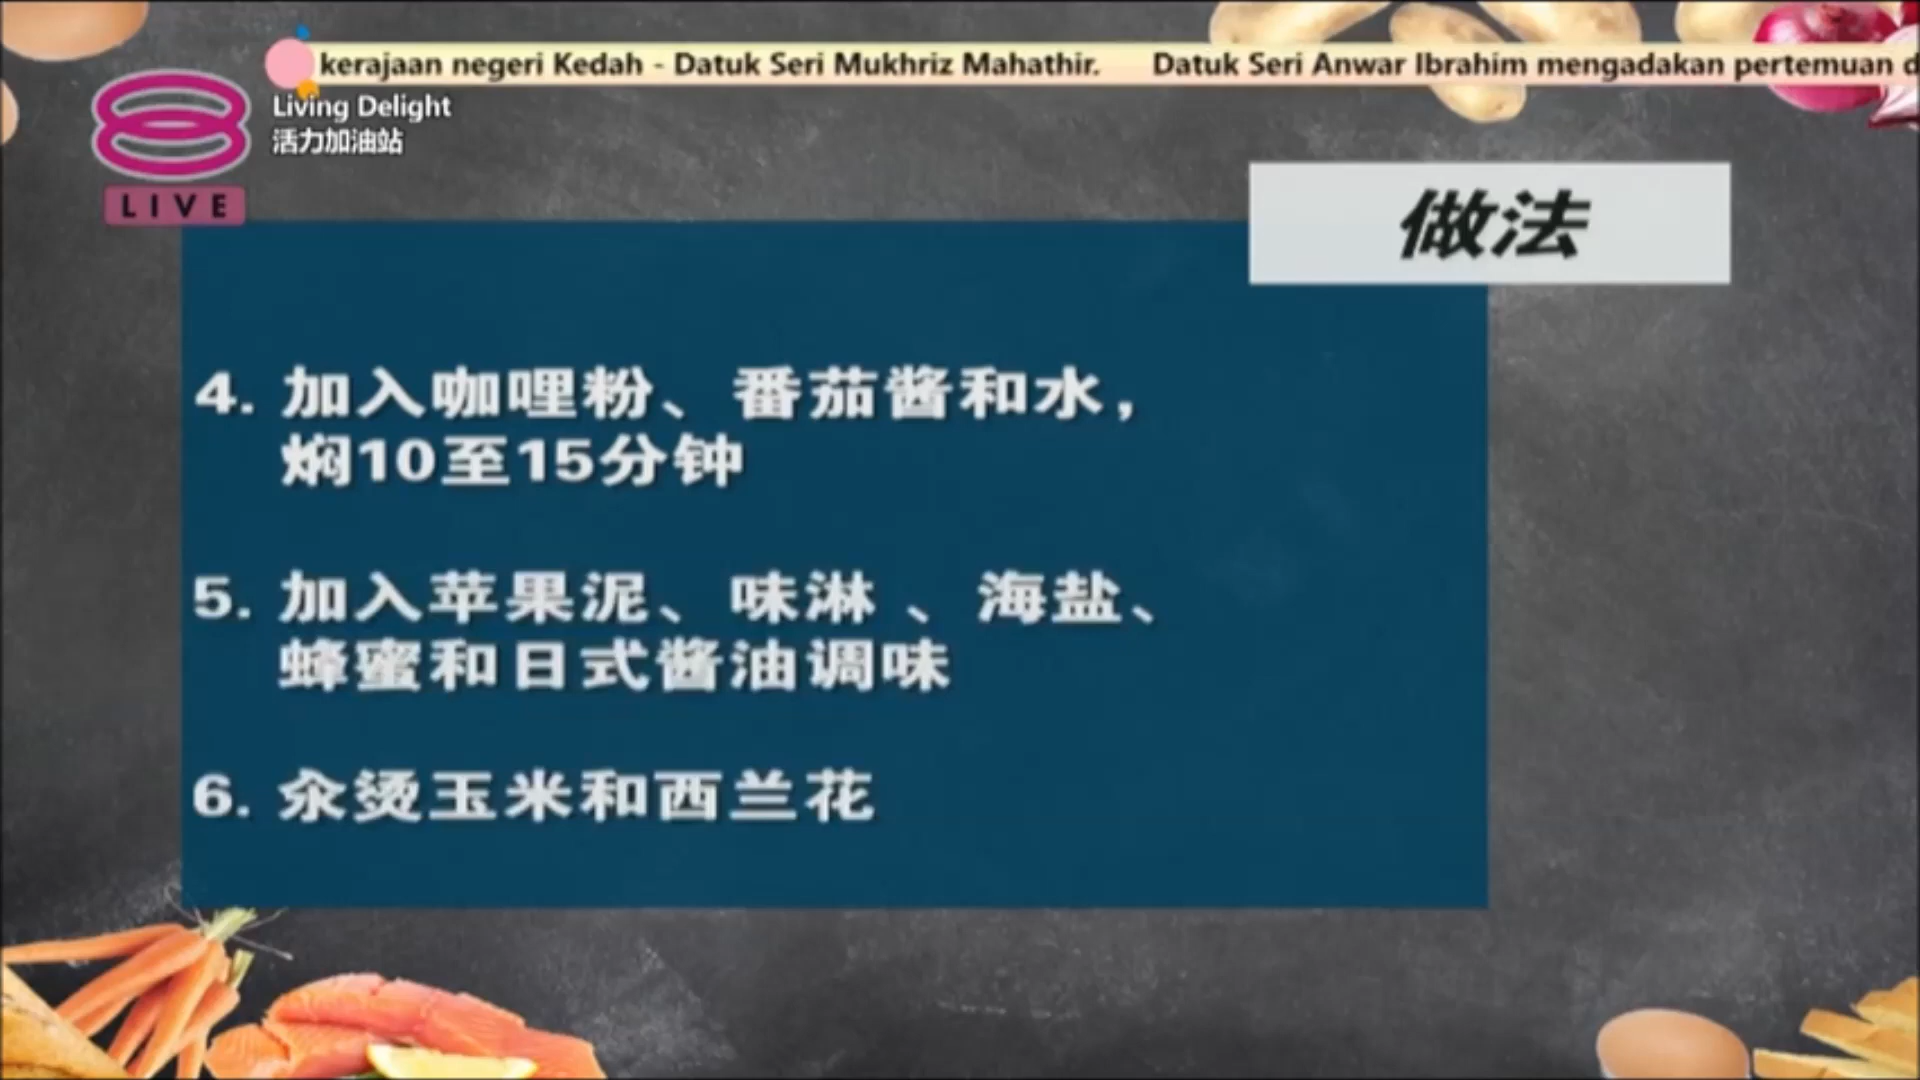 kerajaan negeri Kedah - Datuk Seri Mukhriz Mahathir. Datuk Seri Anwar Ibrahim mengadakan pertemuan d
Living Delight
活力加油站
LIVE
做法
4. 加入咖哩粉、番茄酱和水，
焖10至15分钟
5. 加入苹果泥、味淋 、海盐、
蜂蜜和日式酱油调味
6. 汆烫玉米和西兰花